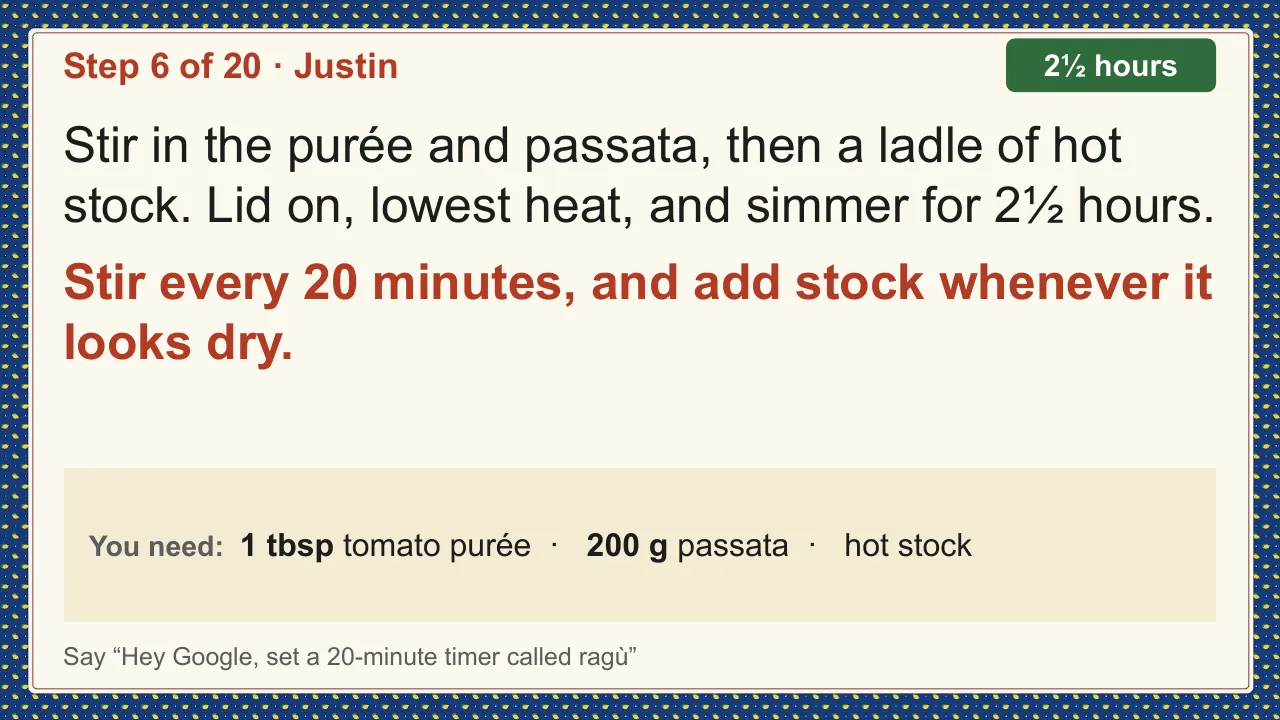 Step 6 of 20 · Justin
2½ hours
Stir in the purée and passata, then a ladle of hot
stock. Lid on, lowest heat, and simmer for 2½ hours.
Stir every 20 minutes, and add stock whenever it
looks dry.
You need: 1 tbsp tomato purée · 200 g passata · hot stock
Say “Hey Google, set a 20-minute timer called ragù”